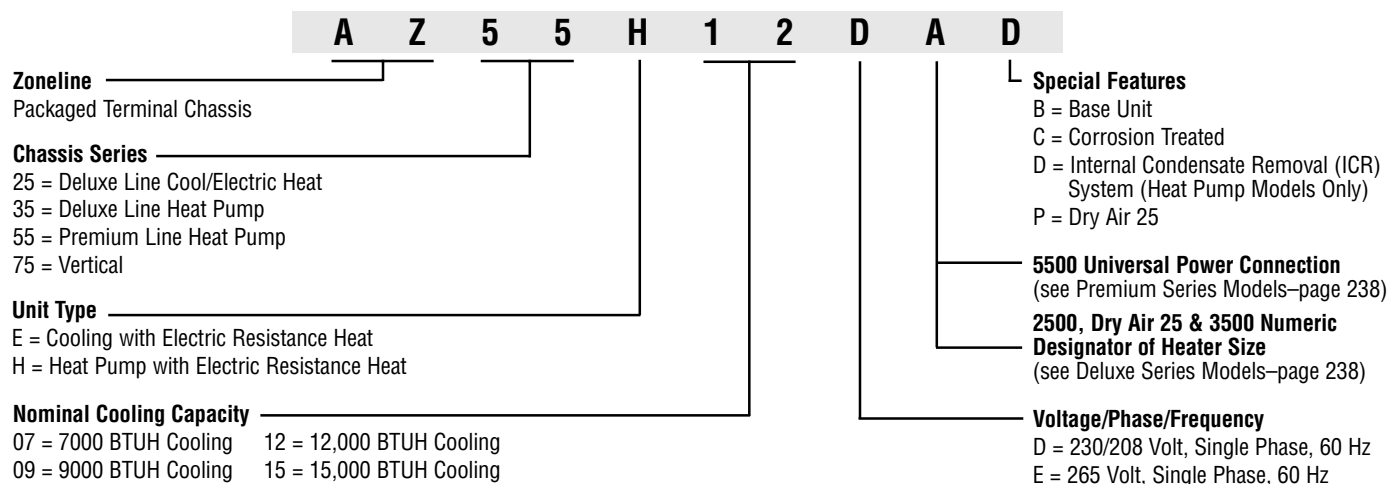 A Z 5 5 H 1 2 D A D
Zoneline
Packaged Terminal Chassis
Chassis Series
25 = Deluxe Line Cool/Electric Heat
35 = Deluxe Line Heat Pump
55 = Premium Line Heat Pump
75 = Vertical
Unit Type
E = Cooling with Electric Resistance Heat
H = Heat Pump with Electric Resistance Heat
Nominal Cooling Capacity
07 = 7000 BTUH Cooling 12 = 12,000 BTUH Cooling
09 = 9000 BTUH Cooling 15 = 15,000 BTUH Cooling
Special Features
B = Base Unit
C = Corrosion Treated
D = Internal Condensate Removal (ICR)
System (Heat Pump Models Only)
P = Dry Air 25
5500 Universal Power Connection
(see Premium Series Models–page 238)
2500, Dry Air 25 & 3500 Numeric
Designator of Heater Size
(see Deluxe Series Models–page 238)
Voltage/Phase/Frequency
D = 230/208 Volt, Single Phase, 60 Hz
E = 265 Volt, Single Phase, 60 Hz